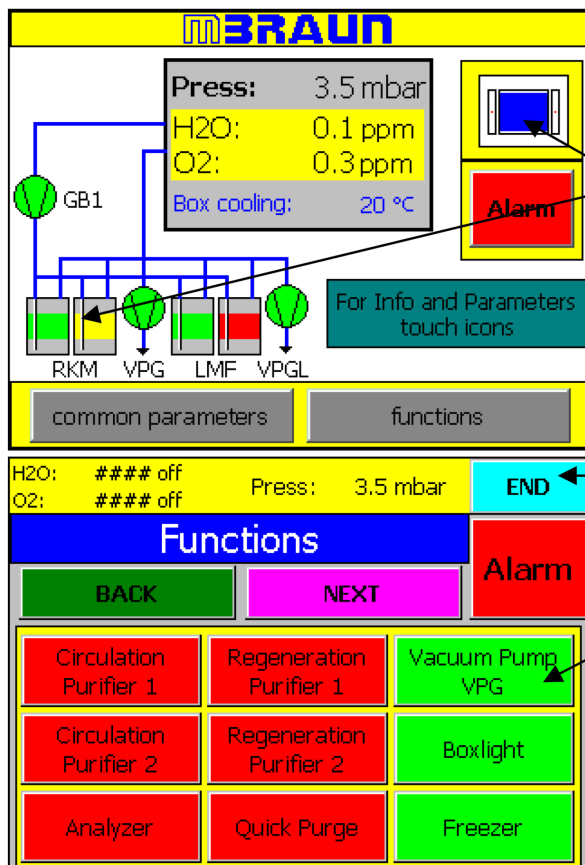 MBRAUN
Press: 3.5 mbar
H2O: 0.1 ppm
O2: 0.3 ppm
Box cooling: 20 °C
Alarm
GB1
For Info and Parameters
touch icons
RKM VPG LMF VPGL
common parameters functions
H2O: #### off
O2: #### off
Press: 3.5 mbar
END
Functions
Alarm
BACK NEXT
Circulation
Purifier 1
Regeneration
Purifier 1
Vacuum Pump
VPG
Circulation
Purifier 2
Regeneration
Purifier 2
Boxlight
Analyzer
Quick Purge
Freezer